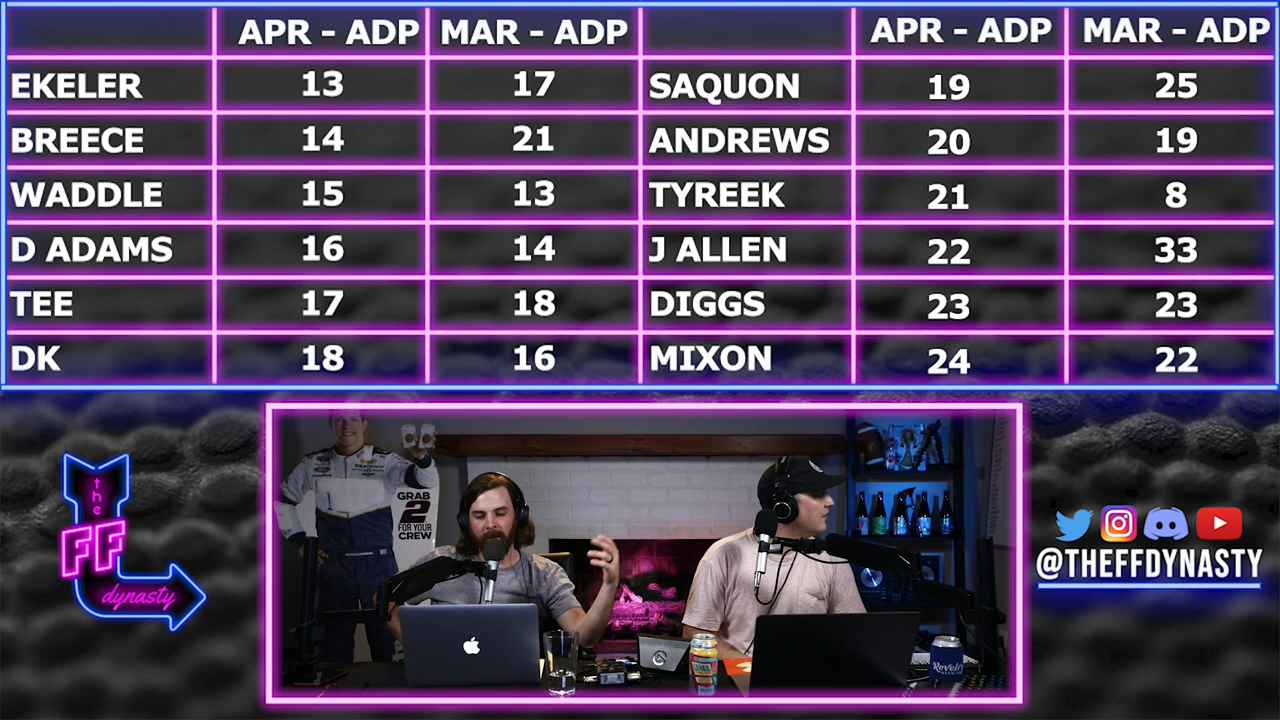 APR - ADP MAR - ADP APR - ADP MAR - ADP
EKELER 13 17 SAQUON 19 25
BREECE 14 21 ANDREWS 20 19
WADDLE 15 13 TYREEK 21 8
D ADAMS 16 14 J ALLEN 22 33
TEE 17 18 DIGGS 23 23
DK 18 16 MIXON 24 22
the
FF
dynasty
GRAB
2
FOR YOUR
CREW
@THEFFDYNASTY
Revelry